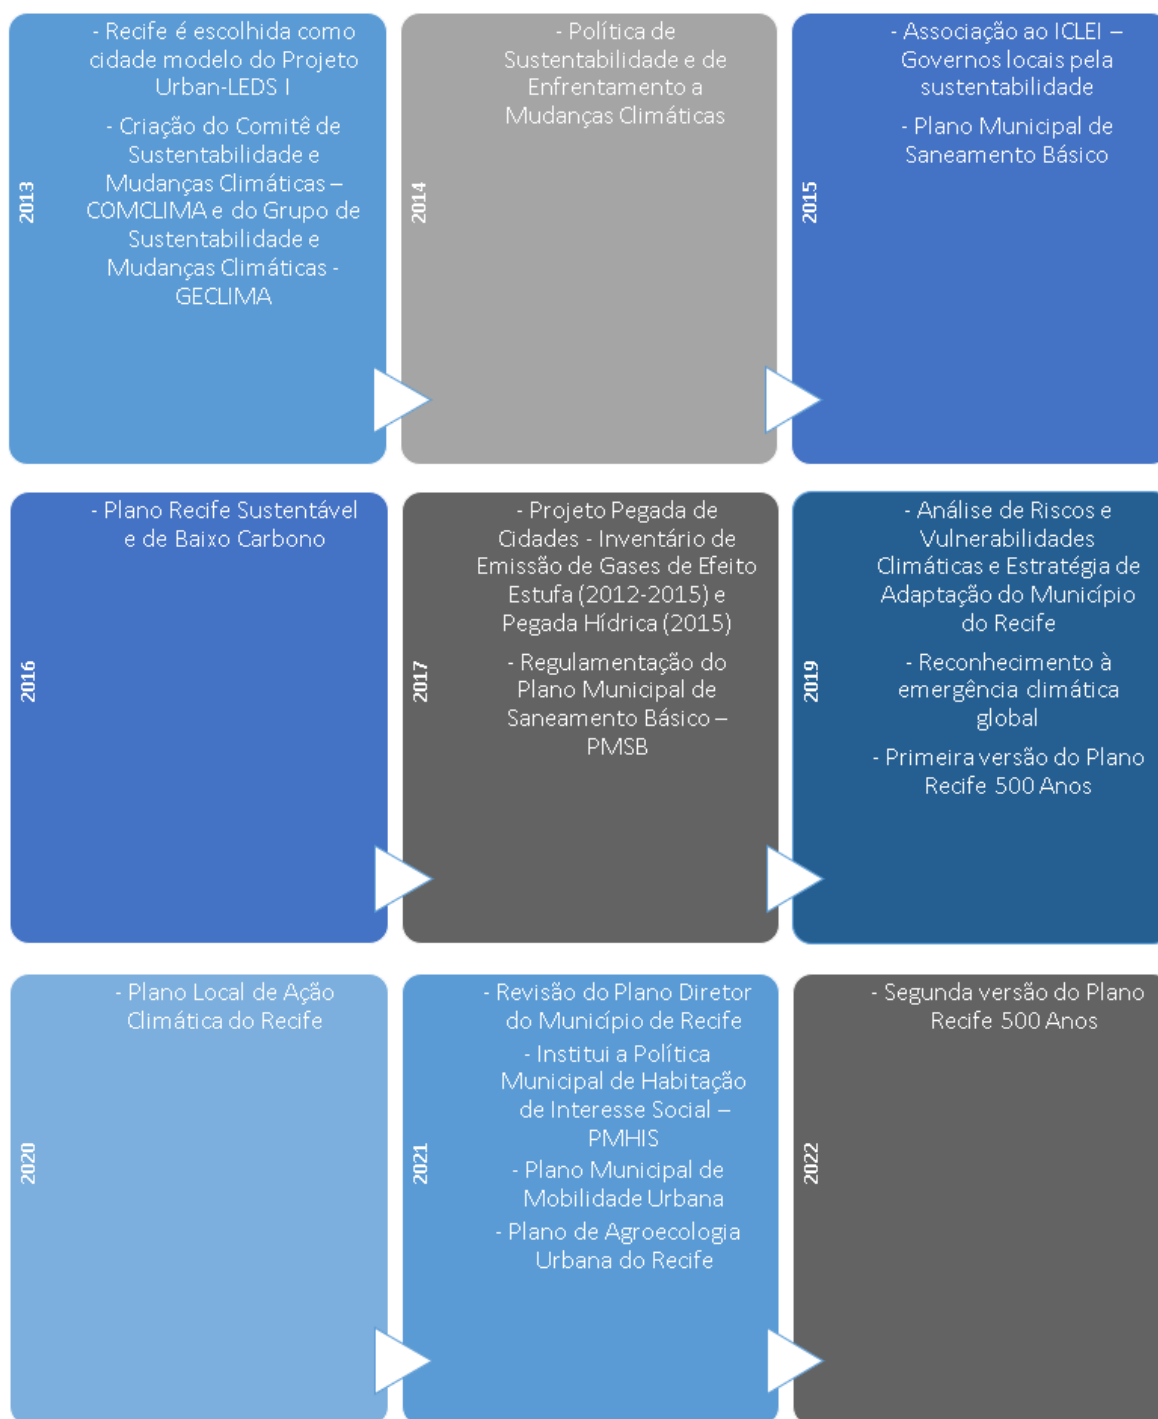 2013
- Recife é escolhida como
cidade modelo do Projeto
Urban-LEDS I
- Criação do Comitê de
Sustentabilidade e
Mudanças Climáticas –
COMCLIMA e do Grupo de
Sustentabilidade e
Mudanças Climáticas -
GECLIMA
2014
- Política de
Sustentabilidade e de
Enfrentamento a
Mudanças Climáticas
2015
- Associação ao ICLEI –
Governos locais pela
sustentabilidade
- Plano Municipal de
Saneamento Básico
2016
- Plano Recife Sustentável
e de Baixo Carbono
2017
- Projeto Pegada de
Cidades - Inventário de
Emissão de Gases de Efeito
Estufa (2012-2015) e
Pegada Hídrica (2015)
- Regulamentação do
Plano Municipal de
Saneamento Básico –
PMSB
2019
- Análise de Riscos e
Vulnerabilidades
Climáticas e Estratégia de
Adaptação do Município
do Recife
- Reconhecimento à
emergência climática
global
- Primeira versão do Plano
Recife 500 Anos
2020
- Plano Local de Ação
Climática do Recife
2021
- Revisão do Plano Diretor
do Município de Recife
- Institui a Política
Municipal de Habitação
de Interesse Social –
PMHIS
- Plano Municipal de
Mobilidade Urbana
- Plano de Agroecologia
Urbana do Recife
2022
- Segunda versão do Plano
Recife 500 Anos